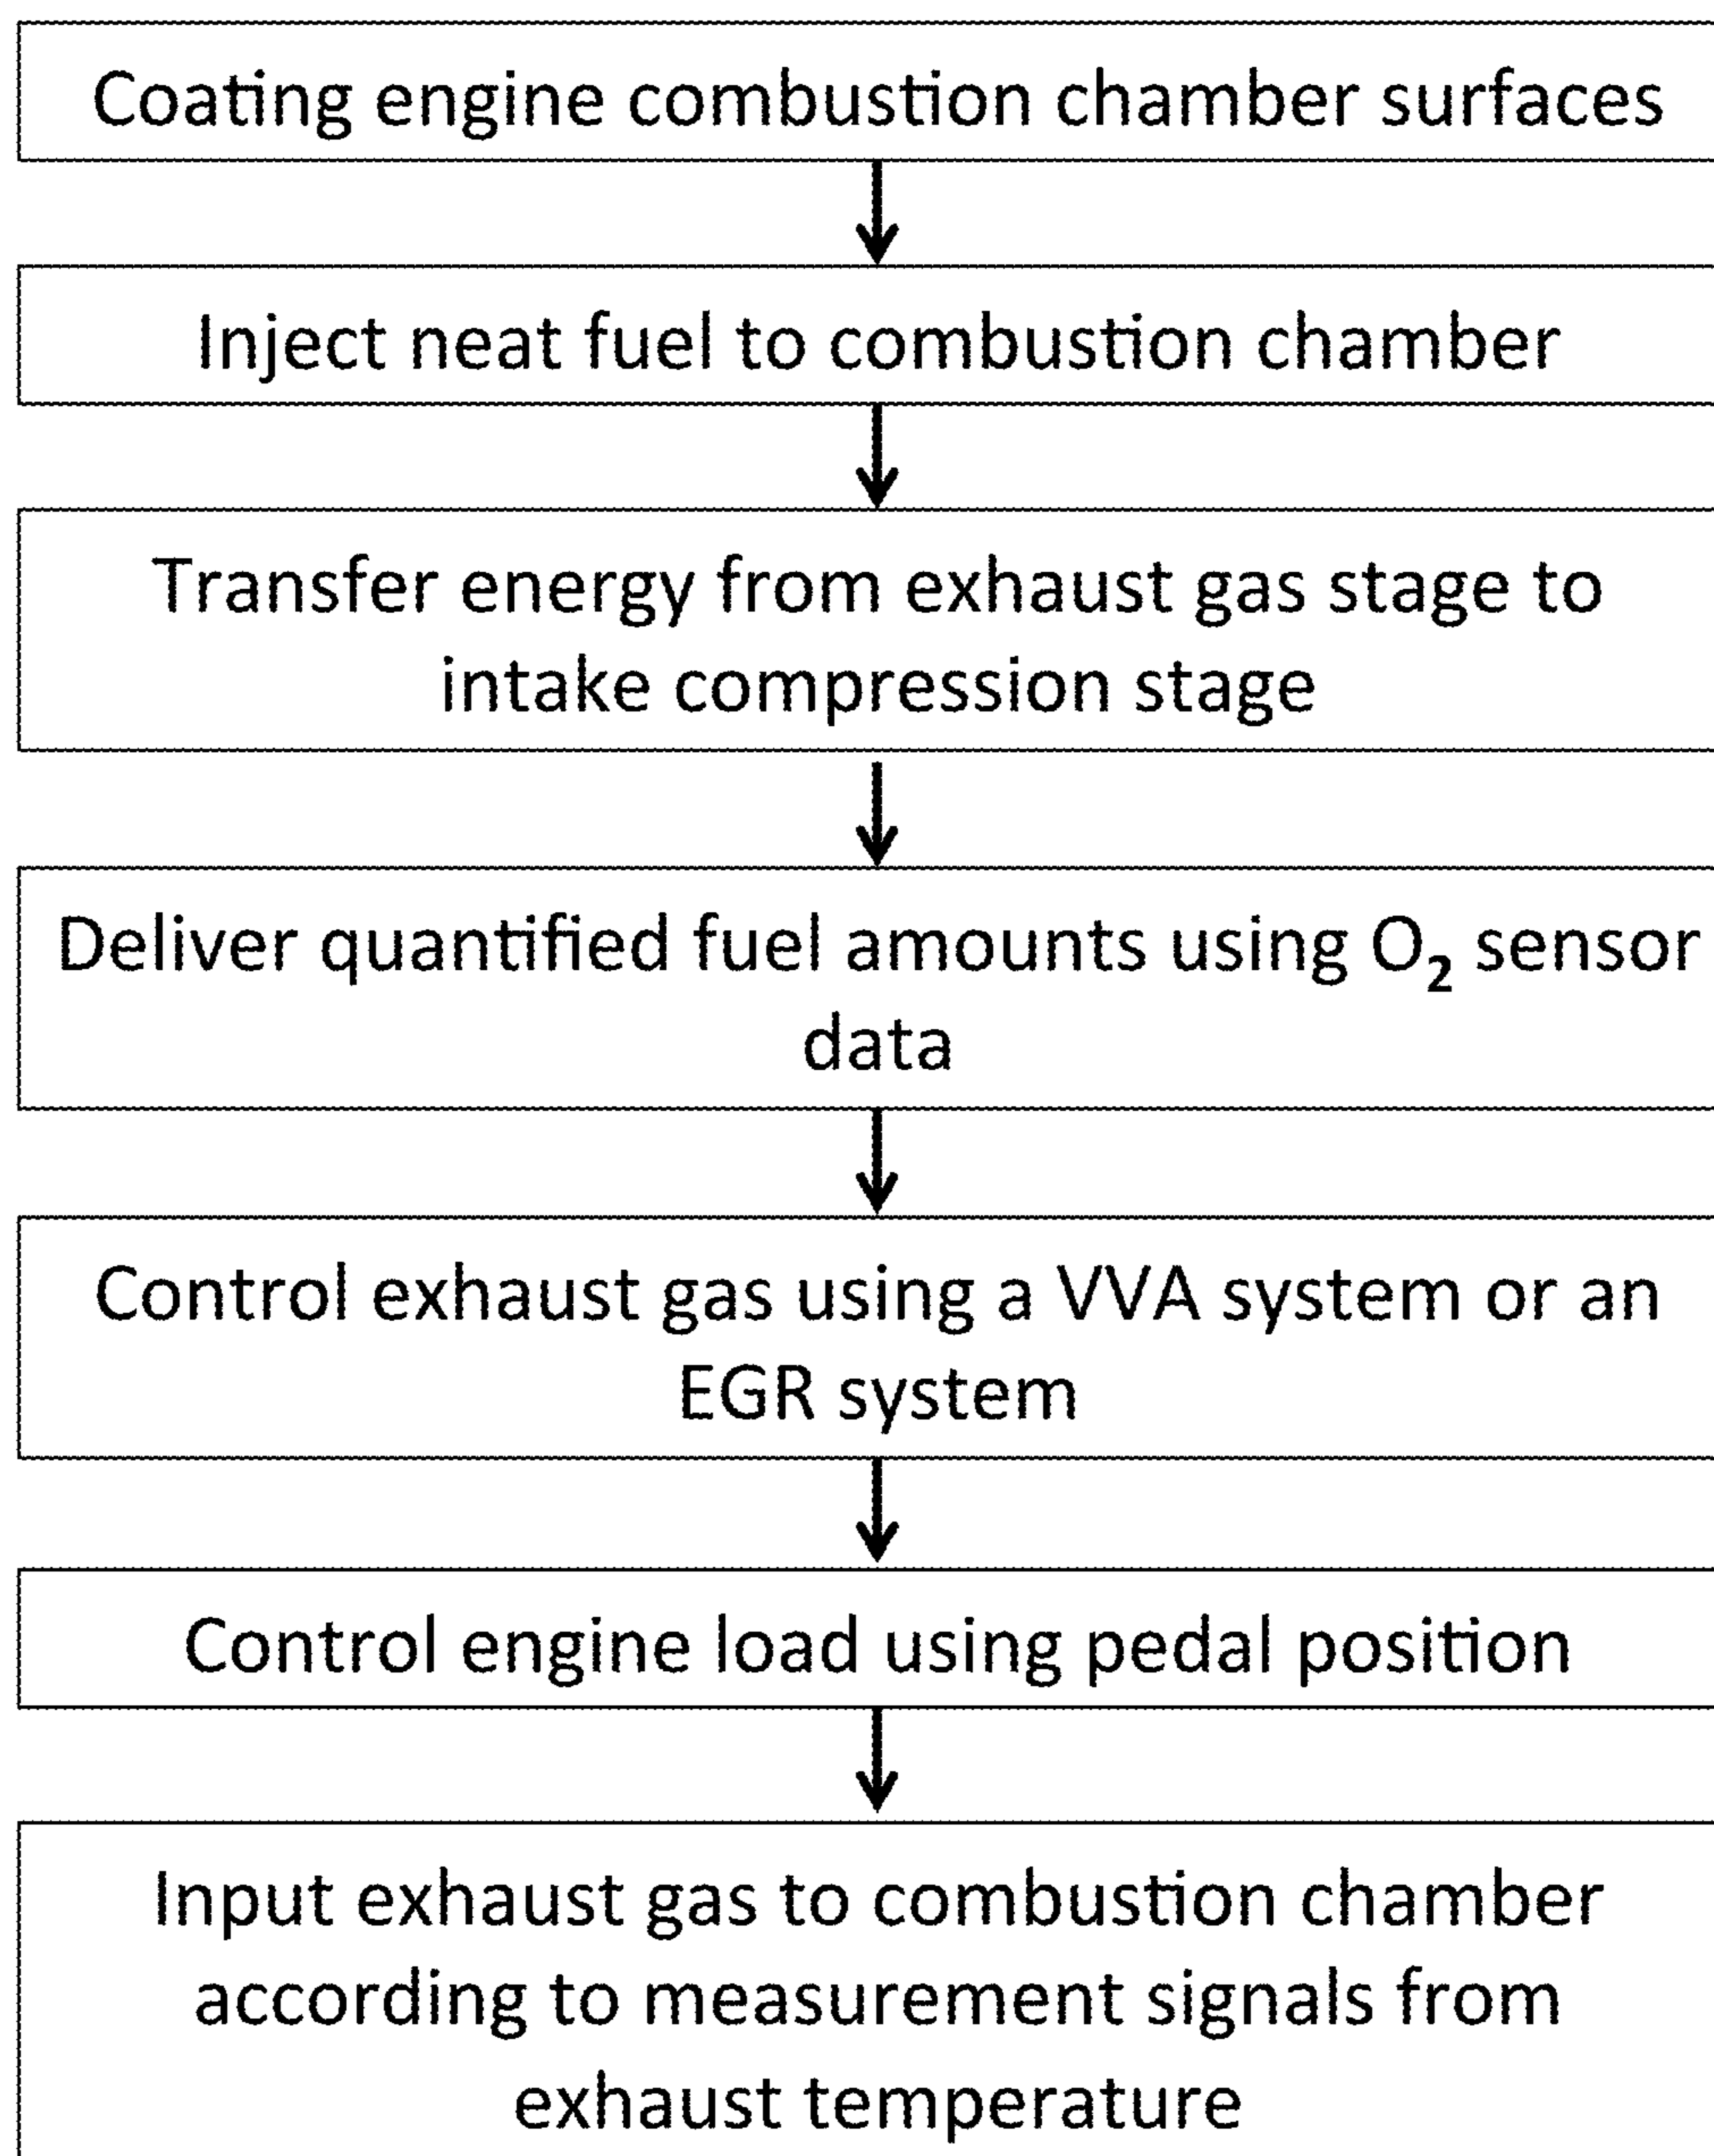 Coating engine combustion chamber surfaces
Inject neat fuel to combustion chamber
Transfer energy from exhaust gas stage to
intake compression stage
Deliver quantified fuel amounts using O₂ sensor
data
Control exhaust gas using a VVA system or an
EGR system
Control engine load using pedal position
Input exhaust gas to combustion chamber
according to measurement signals from
exhaust temperature